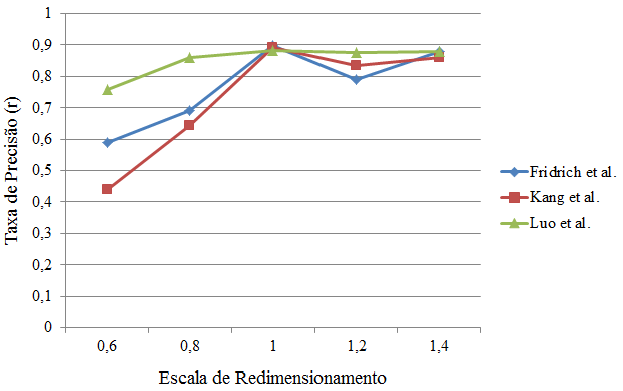 1
0,9
0,8
0,7
0,6
0,5
0,4
0,3
0,2
0,1
0
Taxa de Precisão (r)
0,6 0,8 1 1,2 1,4
Escala de Redimensionamento
Fridrich et al.
Kang et al.
Luo et al.